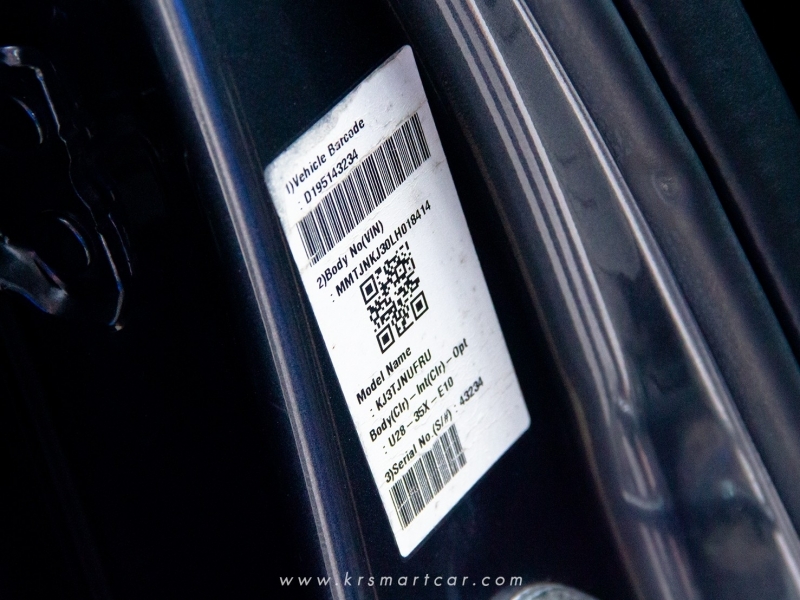 1)Vehicle Barcode
: D195143234
2)Body No(VIN)
: MMTJNKJ30LH018414
Model Name
: KJ3TJNUFRU
Body(Clr)–Int(Clr)–Opt
: U28–35X–E10
3)Serial No.(S/#) : 43234
www.krsmartcar.com